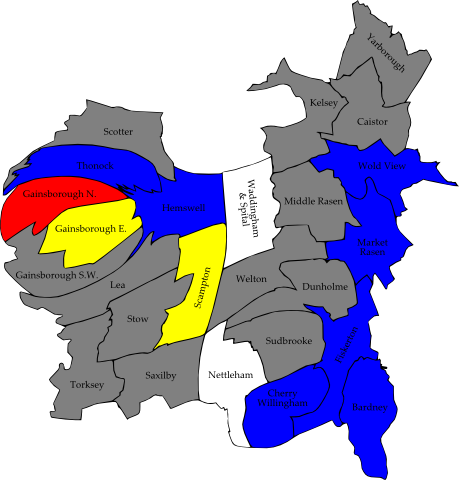 Yarborough
Kelsey
Caistor
Scotter
Thonock
Wold View
Gainsborough N.
Hemswell
Waddingham
& Spital
Middle Rasen
Gainsborough E.
Market
Rasen
Gainsborough S.W.
Lea
Scampton
Welton
Dunholme
Stow
Sudbrooke
Fiskerton
Torksey
Saxilby
Nettleham
Cherry
Willingham
Bardney